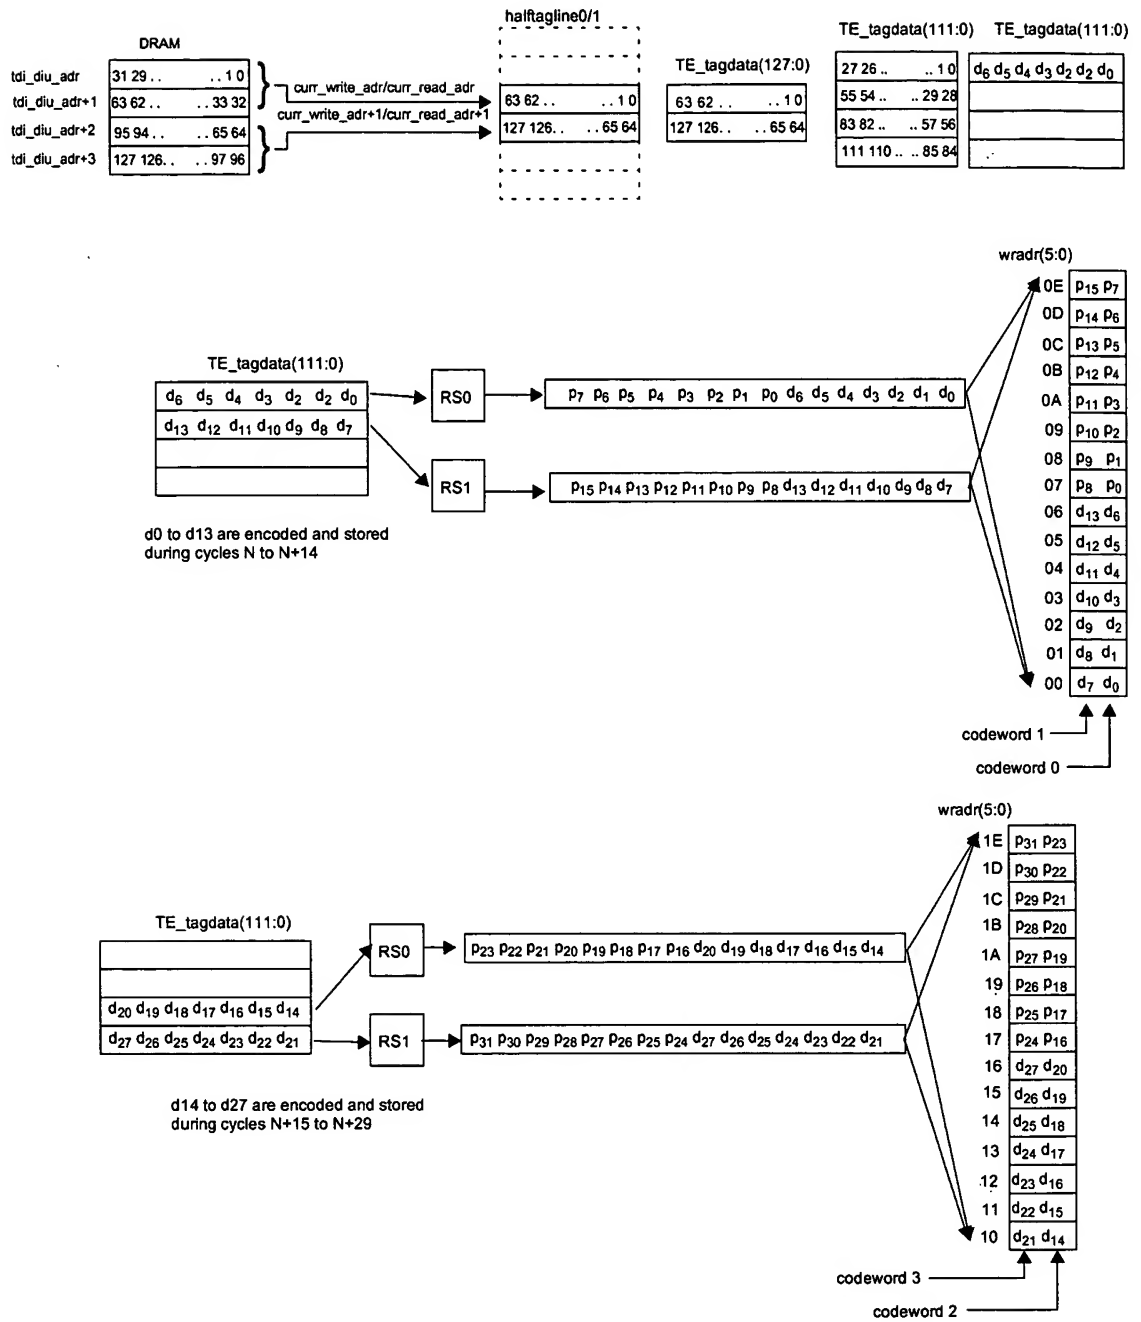 halftagline0/1
DRAM
tdi_diu_adr 31 29 . . . . 1 0
tdi_diu_adr+1 63 62 . . . . 33 32
tdi_diu_adr+2 95 94 . . . . 65 64
tdi_diu_adr+3 127 126. . . . 97 96
curr_write_adr/curr_read_adr
curr_write_adr+1/curr_read_adr+1
63 62 . . . . 1 0
127 126. . . . 65 64
TE_tagdata(127:0)
63 62 . . . . 1 0
127 126. . . . 65 64
TE_tagdata(111:0)
27 26 . . . . 1 0
55 54 . . . . 29 28
83 82 . . . . 57 56
111 110 .. .. 85 84
TE_tagdata(111:0)
d6 d5 d4 d3 d2 d2 d0
TE_tagdata(111:0)
d6 d5 d4 d3 d2 d2 d0
d13 d12 d11 d10 d9 d8 d7
RS0
RS1
p7 p6 p5 p4 p3 p2 p1 p0 d6 d5 d4 d3 d2 d1 d0
p15 p14 p13 p12 p11 p10 p9 p8 d13 d12 d11 d10 d9 d8 d7
d0 to d13 are encoded and stored
during cycles N to N+14
wradr(5:0)
0E p15 p7
0D p14 p6
0C p13 p5
0B p12 p4
0A p11 p3
09 p10 p2
08 p9 p1
07 p8 p0
06 d13 d6
05 d12 d5
04 d11 d4
03 d10 d3
02 d9 d2
01 d8 d1
00 d7 d0
codeword 1
codeword 0
TE_tagdata(111:0)
d20 d19 d18 d17 d16 d15 d14
d27 d26 d25 d24 d23 d22 d21
RS0
RS1
p23 p22 p21 p20 p19 p18 p17 p16 d20 d19 d18 d17 d16 d15 d14
p31 p30 p29 p28 p27 p26 p25 p24 d27 d26 d25 d24 d23 d22 d21
d14 to d27 are encoded and stored
during cycles N+15 to N+29
wradr(5:0)
1E p31 p23
1D p30 p22
1C p29 p21
1B p28 p20
1A p27 p19
19 p26 p18
18 p25 p17
17 p24 p16
16 d27 d20
15 d26 d19
14 d25 d18
13 d24 d17
12 d23 d16
11 d22 d15
10 d21 d14
codeword 3
codeword 2